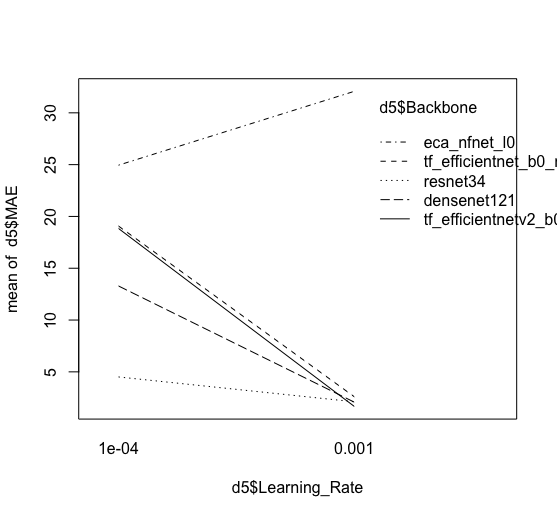 mean of d5$MAE
30
25
20
15
10
5
d5$Backbone
eca_nfnet_l0
tf_efficientnet_b0_n
resnet34
densenet121
tf_efficientnetv2_b0
1e-04
0.001
d5$Learning_Rate